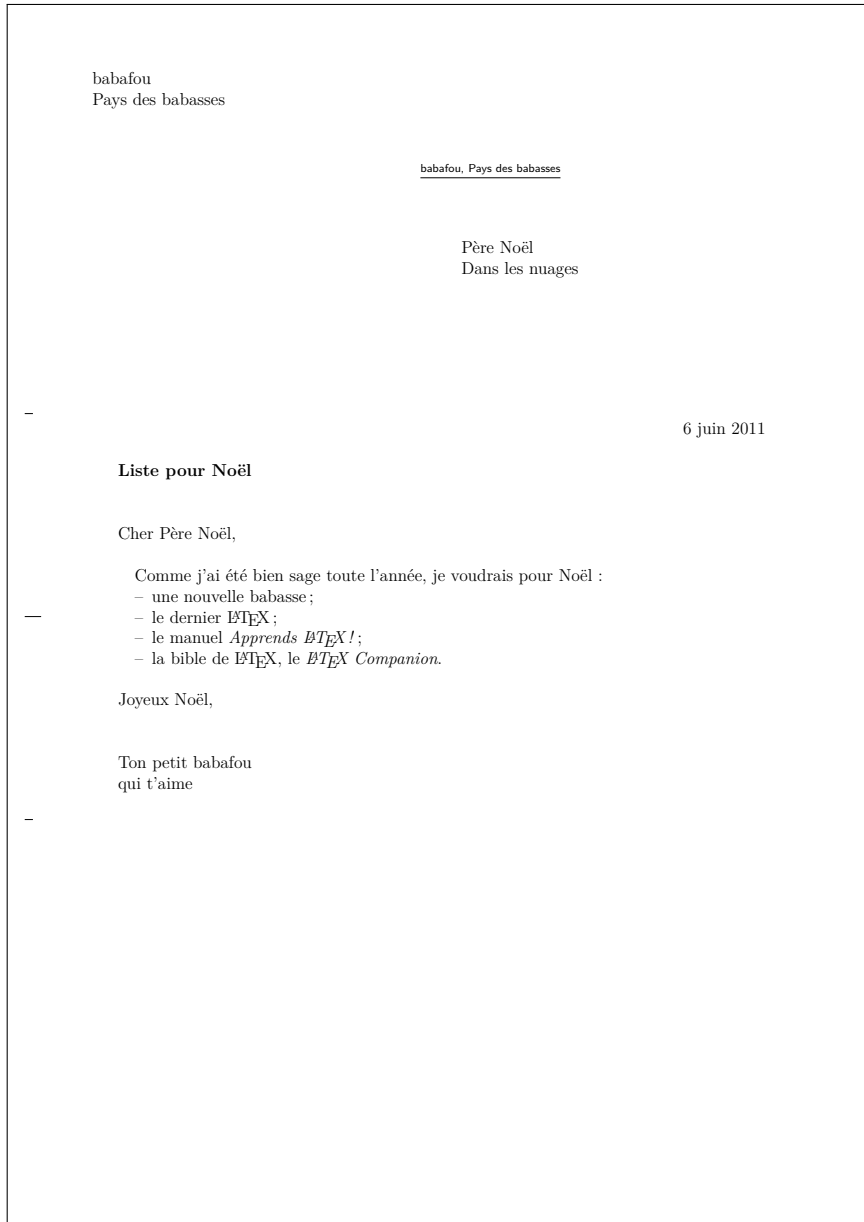 babafou
Pays des babasses
babafou, Pays des babasses
Père Noël
Dans les nuages
6 juin 2011
Liste pour Noël
Cher Père Noël,
Comme j'ai été bien sage toute l'année, je voudrais pour Noël :
– une nouvelle babasse ;
– le dernier LATEX ;
– le manuel Apprends LATEX ! ;
– la bible de LATEX, le LATEX Companion.
Joyeux Noël,
Ton petit babafou
qui t'aime